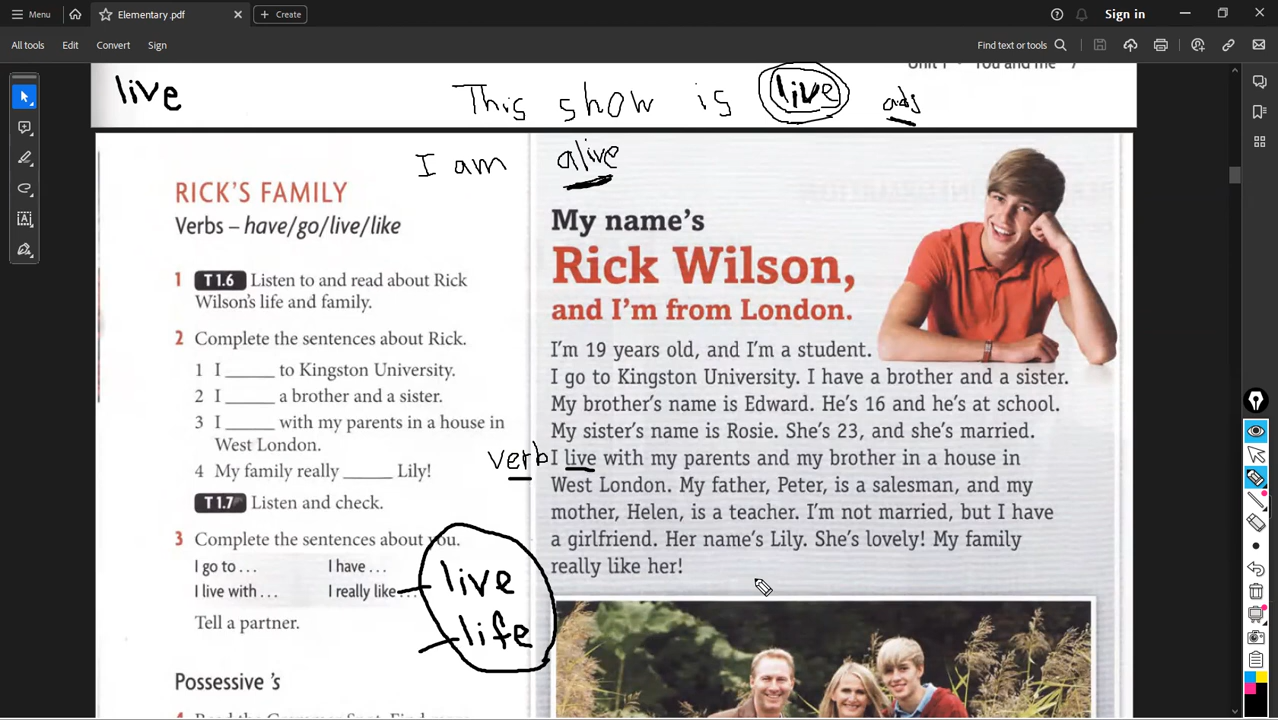 Menu
Elementary .pdf
Create
Sign in
All tools
Edit
Convert
Sign
Find text or tools
live
This show is live
Unit 1 · You and me 7
I am alive
RICK'S FAMILY
Verbs – have/go/live/like
1 T 1.6 Listen to and read about Rick
Wilson's life and family.
2 Complete the sentences about Rick.
1 I _____ to Kingston University.
2 I _____ a brother and a sister.
3 I _____ with my parents in a house in
West London.
4 My family really _____ Lily!
T 1.7 Listen and check.
3 Complete the sentences about you.
I go to . . . I have . . .
I live with . . . I really like . . .
Tell a partner.
Possessive 's
verb
live
life
My name's
Rick Wilson,
and I'm from London.
I'm 19 years old, and I'm a student.
I go to Kingston University. I have a brother and a sister.
My brother's name is Edward. He's 16 and he's at school.
My sister's name is Rosie. She's 23, and she's married.
I live with my parents and my brother in a house in
West London. My father, Peter, is a salesman, and my
mother, Helen, is a teacher. I'm not married, but I have
a girlfriend. Her name's Lily. She's lovely! My family
really like her!